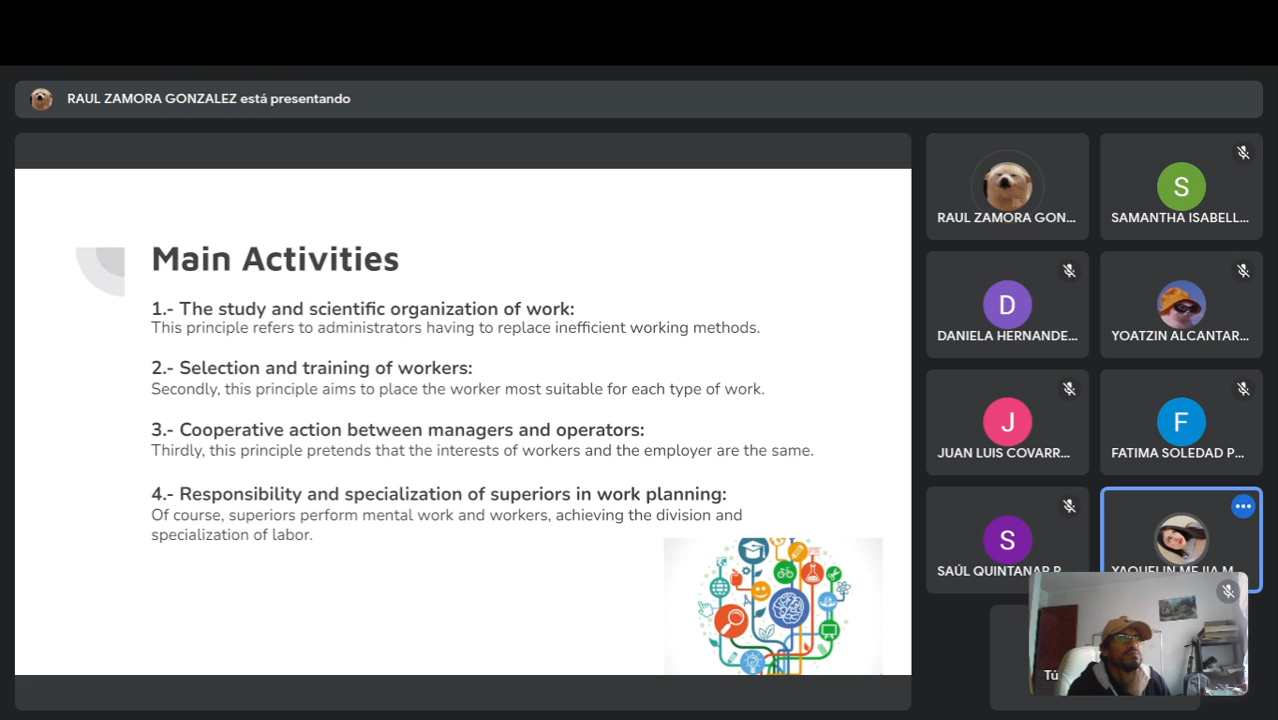 RAUL ZAMORA GONZALEZ está presentando
Main Activities
1.- The study and scientific organization of work:
This principle refers to administrators having to replace inefficient working methods.
2.- Selection and training of workers:
Secondly, this principle aims to place the worker most suitable for each type of work.
3.- Cooperative action between managers and operators:
Thirdly, this principle pretends that the interests of workers and the employer are the same.
4.- Responsibility and specialization of superiors in work planning:
Of course, superiors perform mental work and workers, achieving the division and
specialization of labor.
RAUL ZAMORA GON...
S
SAMANTHA ISABELL...
D
DANIELA HERNANDE...
YOATZIN ALCANTAR...
J
JUAN LUIS COVARR...
F
FATIMA SOLEDAD P...
S
SAÚL QUINTANAR
YAQUELIN MEJIA M
Tú